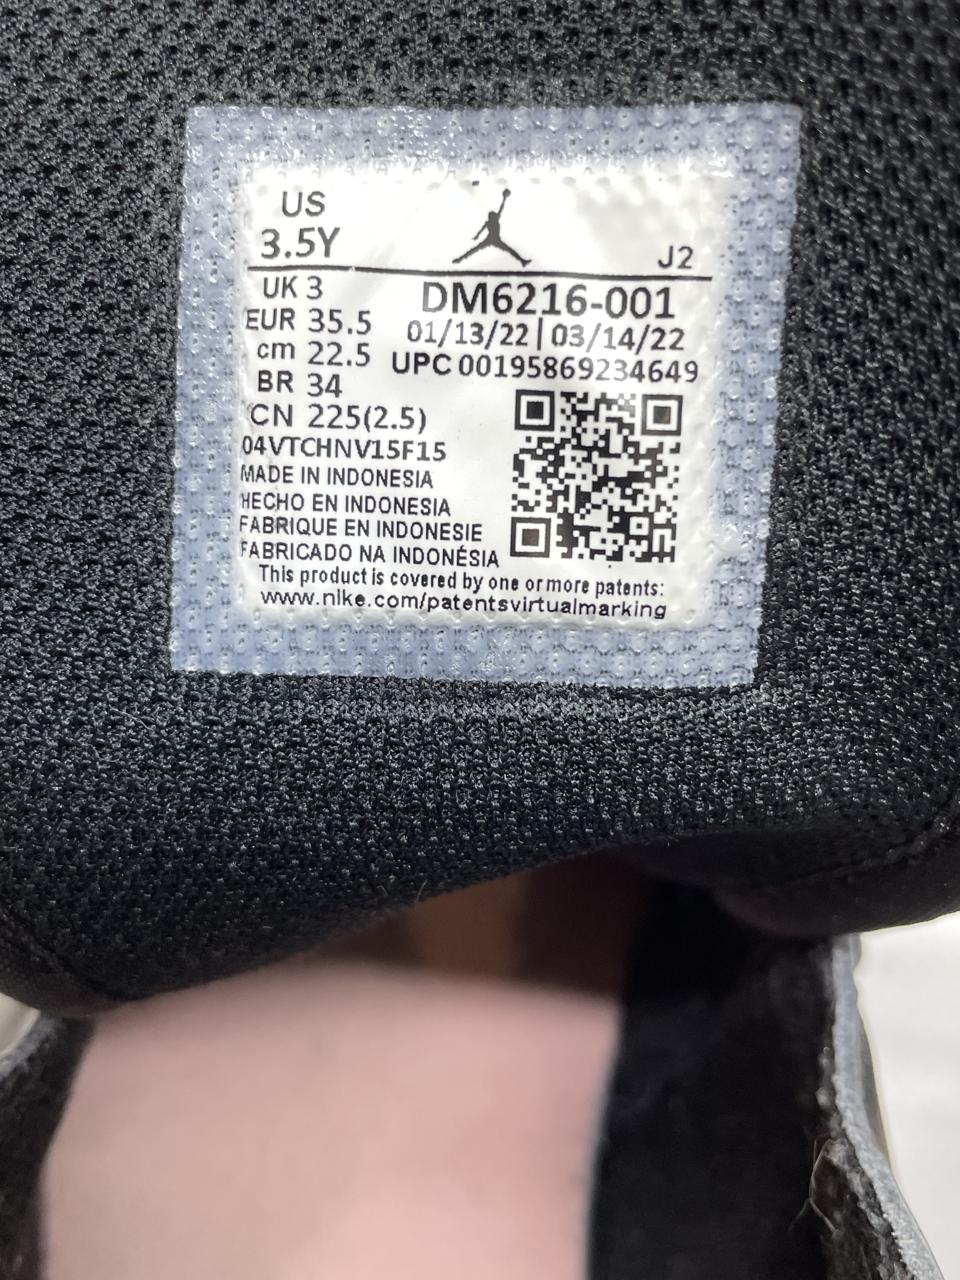 US
3.5Y
J2
UK 3
EUR 35.5
cm 22.5
BR 34
CN 225(2.5)
DM6216-001
01/13/22 | 03/14/22
UPC 00195869234649
04VTCHNV15F15
MADE IN INDONESIA
HECHO EN INDONESIA
FABRIQUE EN INDONESIE
FABRICADO NA INDONÉSIA
This product is covered by one or more patents:
www.nike.com/patentsvirtualmarking